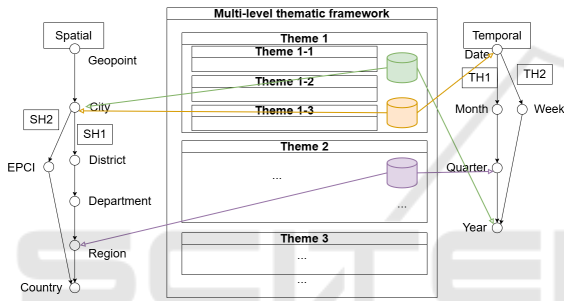 Multi-level thematic framework
Spatial
Geopoint
City
SH2
SH1
EPCI
District
Department
Region
Country
Theme 1
Theme 1-1
Theme 1-2
Theme 1-3
Theme 2
...
...
Theme 3
...
...
Temporal
Date
TH1
TH2
Month
Week
Quarter
Year